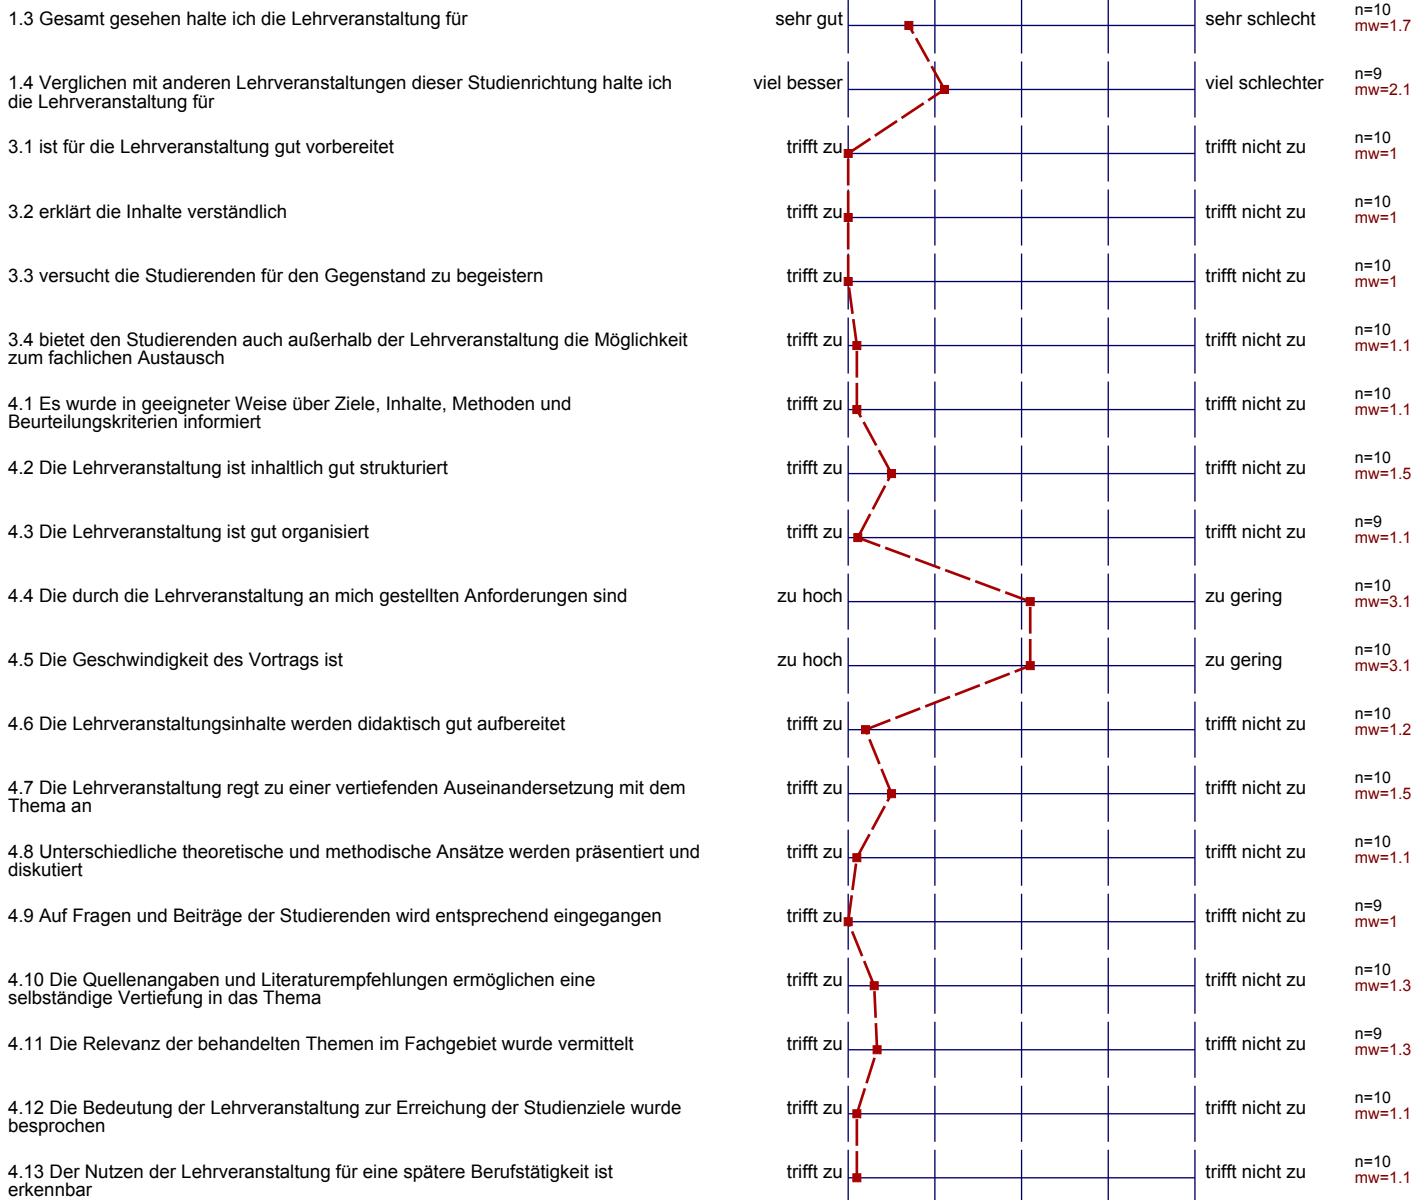 1.3 Gesamt gesehen halte ich die Lehrveranstaltung für
sehr gut
sehr schlecht
n=10
mw=1.7
1.4 Verglichen mit anderen Lehrveranstaltungen dieser Studienrichtung halte ich
die Lehrveranstaltung für
viel besser
viel schlechter
n=9
mw=2.1
3.1 ist für die Lehrveranstaltung gut vorbereitet
trifft zu
trifft nicht zu
n=10
mw=1
3.2 erklärt die Inhalte verständlich
trifft zu
trifft nicht zu
n=10
mw=1
3.3 versucht die Studierenden für den Gegenstand zu begeistern
trifft zu
trifft nicht zu
n=10
mw=1
3.4 bietet den Studierenden auch außerhalb der Lehrveranstaltung die Möglichkeit
zum fachlichen Austausch
trifft zu
trifft nicht zu
n=10
mw=1.1
4.1 Es wurde in geeigneter Weise über Ziele, Inhalte, Methoden und
Beurteilungskriterien informiert
trifft zu
trifft nicht zu
n=10
mw=1.1
4.2 Die Lehrveranstaltung ist inhaltlich gut strukturiert
trifft zu
trifft nicht zu
n=10
mw=1.5
4.3 Die Lehrveranstaltung ist gut organisiert
trifft zu
trifft nicht zu
n=9
mw=1.1
4.4 Die durch die Lehrveranstaltung an mich gestellten Anforderungen sind
zu hoch
zu gering
n=10
mw=3.1
4.5 Die Geschwindigkeit des Vortrags ist
zu hoch
zu gering
n=10
mw=3.1
4.6 Die Lehrveranstaltungsinhalte werden didaktisch gut aufbereitet
trifft zu
trifft nicht zu
n=10
mw=1.2
4.7 Die Lehrveranstaltung regt zu einer vertiefenden Auseinandersetzung mit dem
Thema an
trifft zu
trifft nicht zu
n=10
mw=1.5
4.8 Unterschiedliche theoretische und methodische Ansätze werden präsentiert und
diskutiert
trifft zu
trifft nicht zu
n=10
mw=1.1
4.9 Auf Fragen und Beiträge der Studierenden wird entsprechend eingegangen
trifft zu
trifft nicht zu
n=9
mw=1
4.10 Die Quellenangaben und Literaturempfehlungen ermöglichen eine
selbständige Vertiefung in das Thema
trifft zu
trifft nicht zu
n=10
mw=1.3
4.11 Die Relevanz der behandelten Themen im Fachgebiet wurde vermittelt
trifft zu
trifft nicht zu
n=9
mw=1.3
4.12 Die Bedeutung der Lehrveranstaltung zur Erreichung der Studienziele wurde
besprochen
trifft zu
trifft nicht zu
n=10
mw=1.1
4.13 Der Nutzen der Lehrveranstaltung für eine spätere Berufstätigkeit ist
erkennbar
trifft zu
trifft nicht zu
n=10
mw=1.1